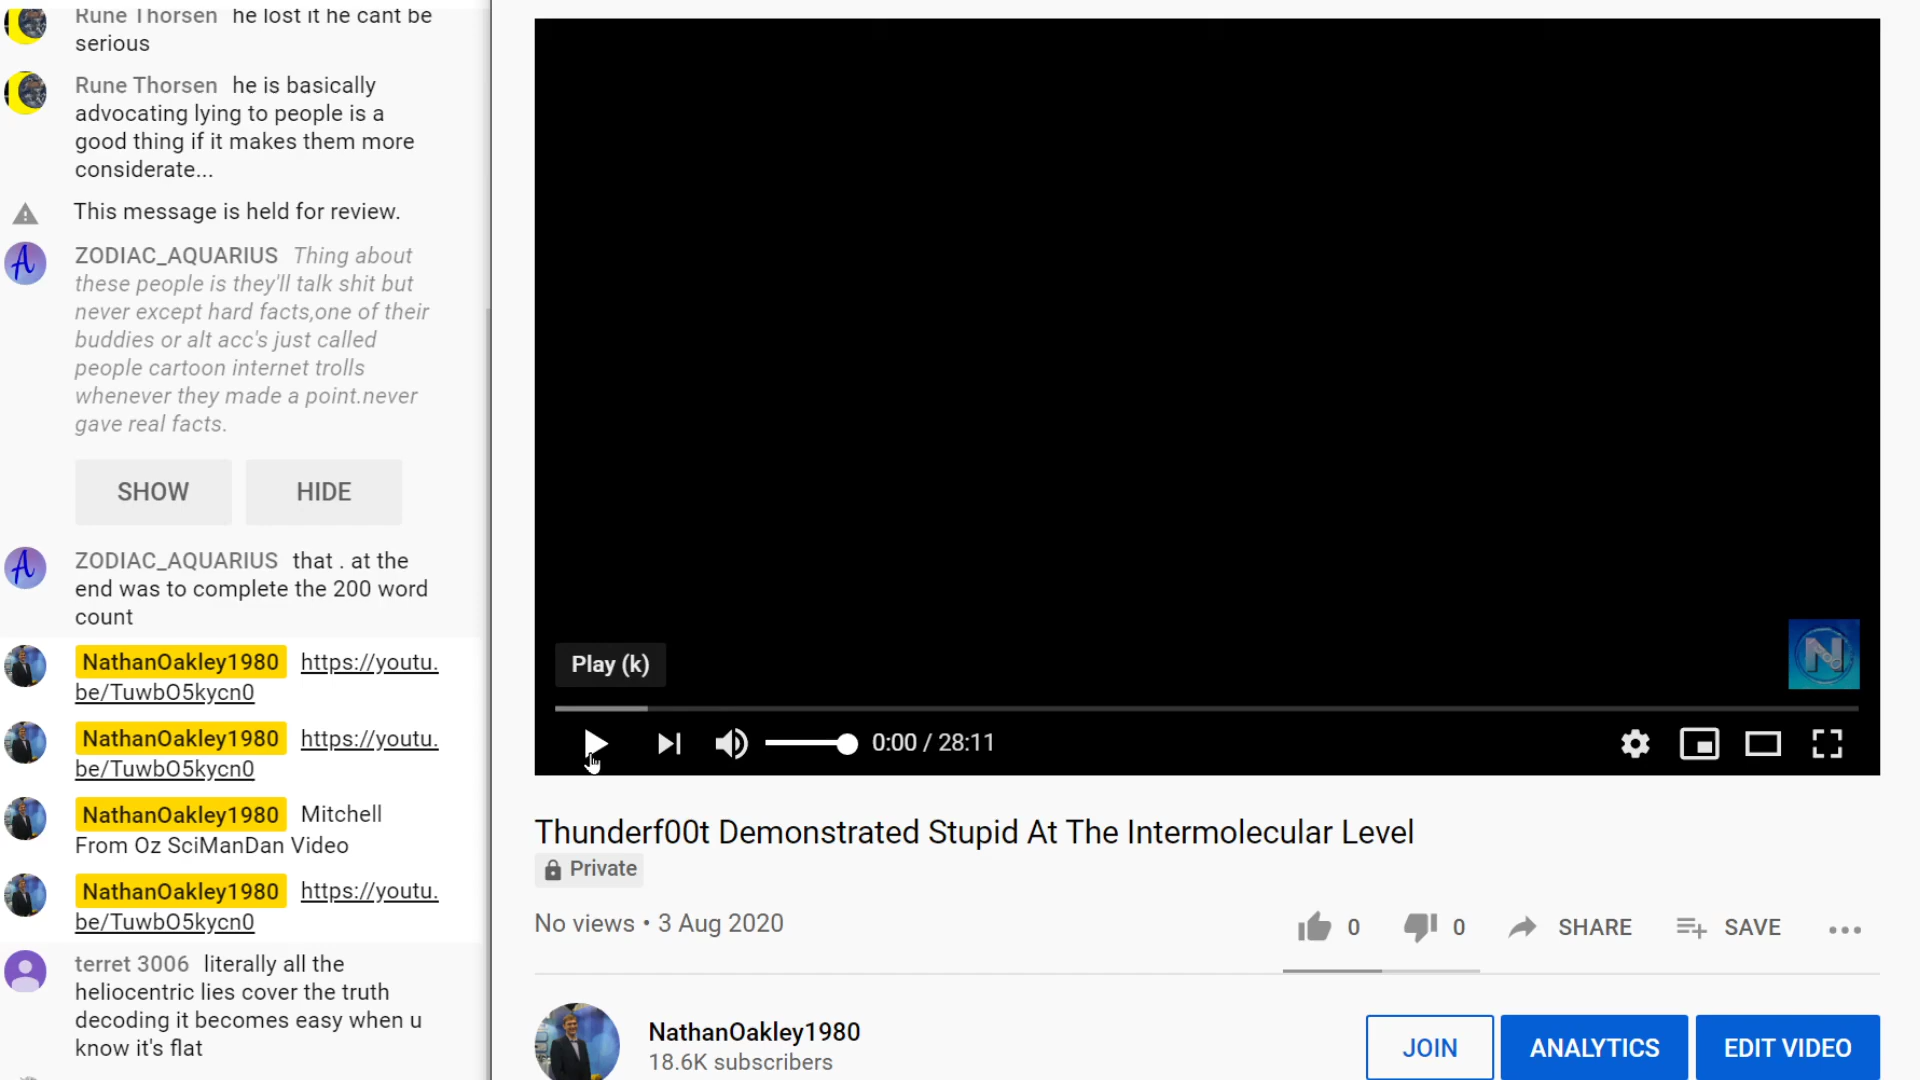 Rune Thorsen he lost it he cant be
serious
Rune Thorsen he is basically
advocating lying to people is a
good thing if it makes them more
considerate...
This message is held for review.
ZODIAC_AQUARIUS Thing about
these people is they'll talk shit but
never except hard facts,one of their
buddies or alt acc's just called
people cartoon internet trolls
whenever they made a point.never
gave real facts.
SHOW HIDE
ZODIAC_AQUARIUS that . at the
end was to complete the 200 word
count
NathanOakley1980 https://youtu.
be/TuwbO5kycn0
NathanOakley1980 https://youtu.
be/TuwbO5kycn0
NathanOakley1980 Mitchell
From Oz SciManDan Video
NathanOakley1980 https://youtu.
be/TuwbO5kycn0
terret 3006 literally all the
heliocentric lies cover the truth
decoding it becomes easy when u
know it's flat
Play (k)
0:00 / 28:11
Thunderf00t Demonstrated Stupid At The Intermolecular Level
Private
No views • 3 Aug 2020
0 0 SHARE SAVE
NathanOakley1980
18.6K subscribers
JOIN ANALYTICS EDIT VIDEO